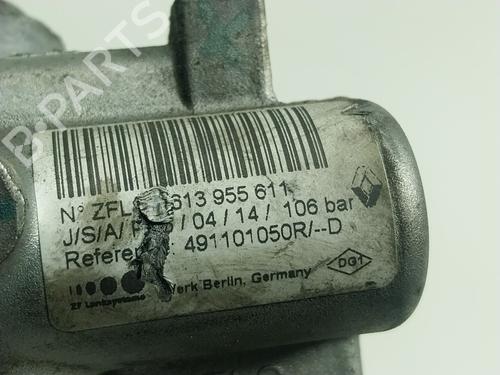 B-PARTS
N° ZFL 613 955 611
J/S/A/ / 04 / 14 / 106 bar
Referen 491101050R/--D
ZF Lenksysteme Werk Berlin, Germany
DG1